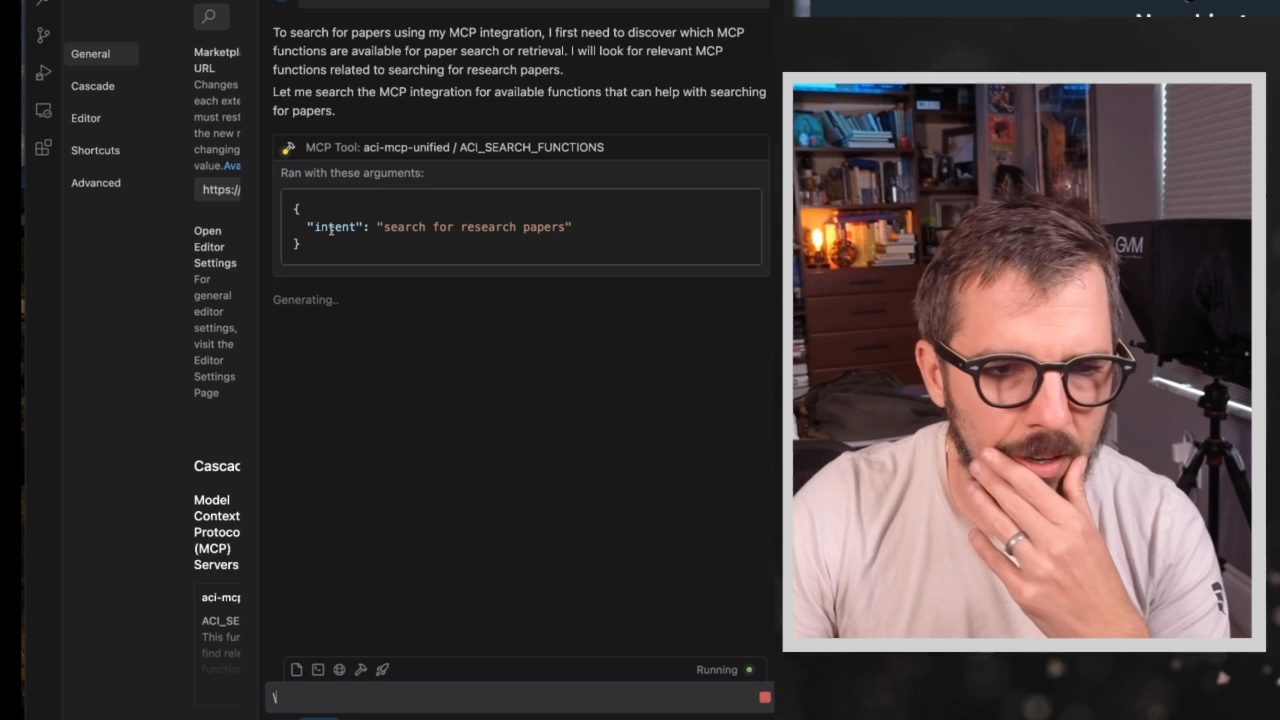 General
Cascade
Editor
Shortcuts
Advanced
URL
Changes
each exte
must rest
the new
changing
value.Ava
https:/
Open
Editor
Settings
For
general
editor
settings,
visit the
Editor
Settings
Page
Cascac
Model
Context
Protoco
(MCP)
Servers
aci-mcp
ACI_SE
This fur
find rele
functio
To search for papers using my MCP integration, I first need to discover which MCP
functions are available for paper search or retrieval. I will look for relevant MCP
functions related to searching for research papers.
Let me search the MCP integration for available functions that can help with searching
for papers.
MCP Tool: aci-mcp-unified / ACI_SEARCH_FUNCTIONS
Ran with these arguments:
{
"intent": "search for research papers"
}
Generating..
Running
\
GVM